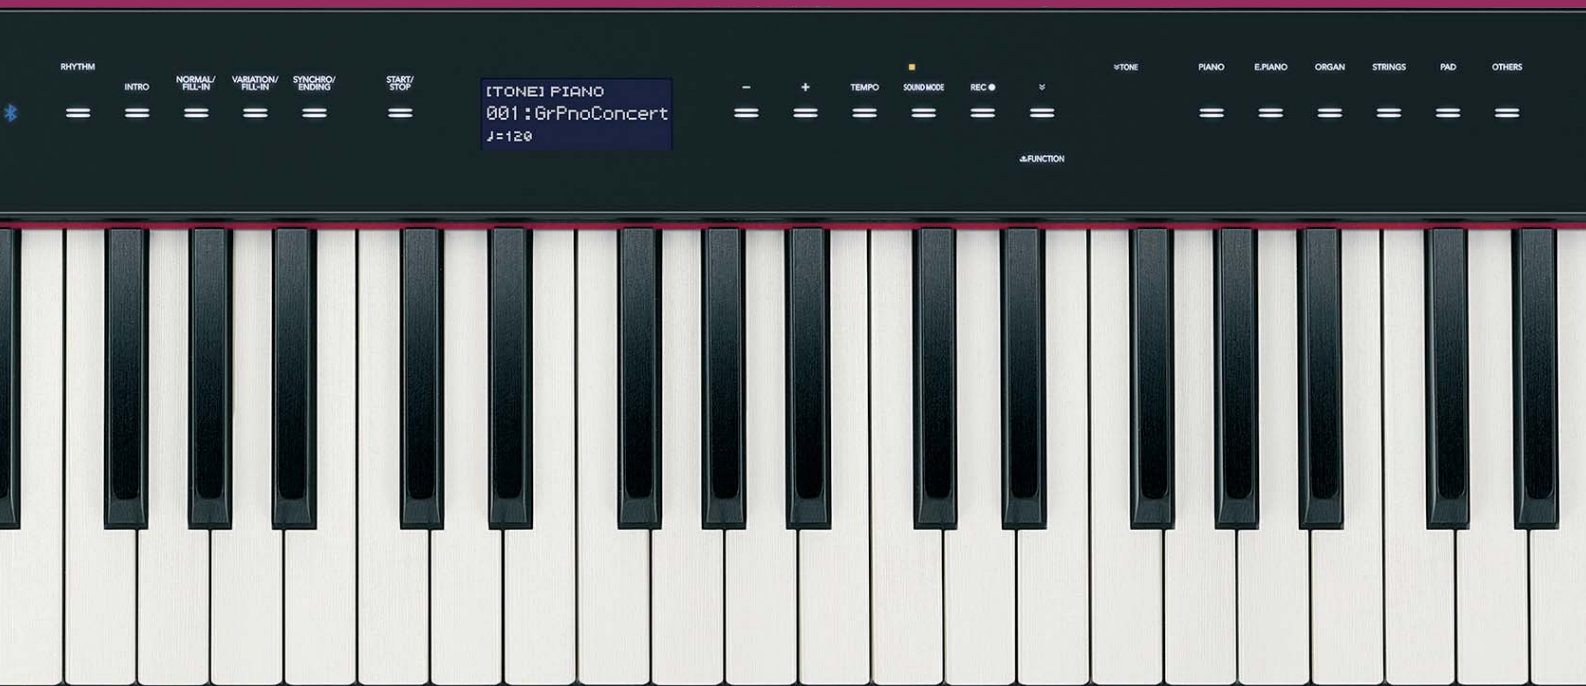 RHYTHM
INTRO
NORMAL/
FILL-IN
VARIATION/
FILL-IN
SYNCHRO/
ENDING
START/
STOP
[TONE] PIANO
001:GrPnoConcert
♩=120
−
+
TEMPO
SOUND MODE
REC
FUNCTION
TONE
PIANO
E.PIANO
ORGAN
STRINGS
PAD
OTHERS